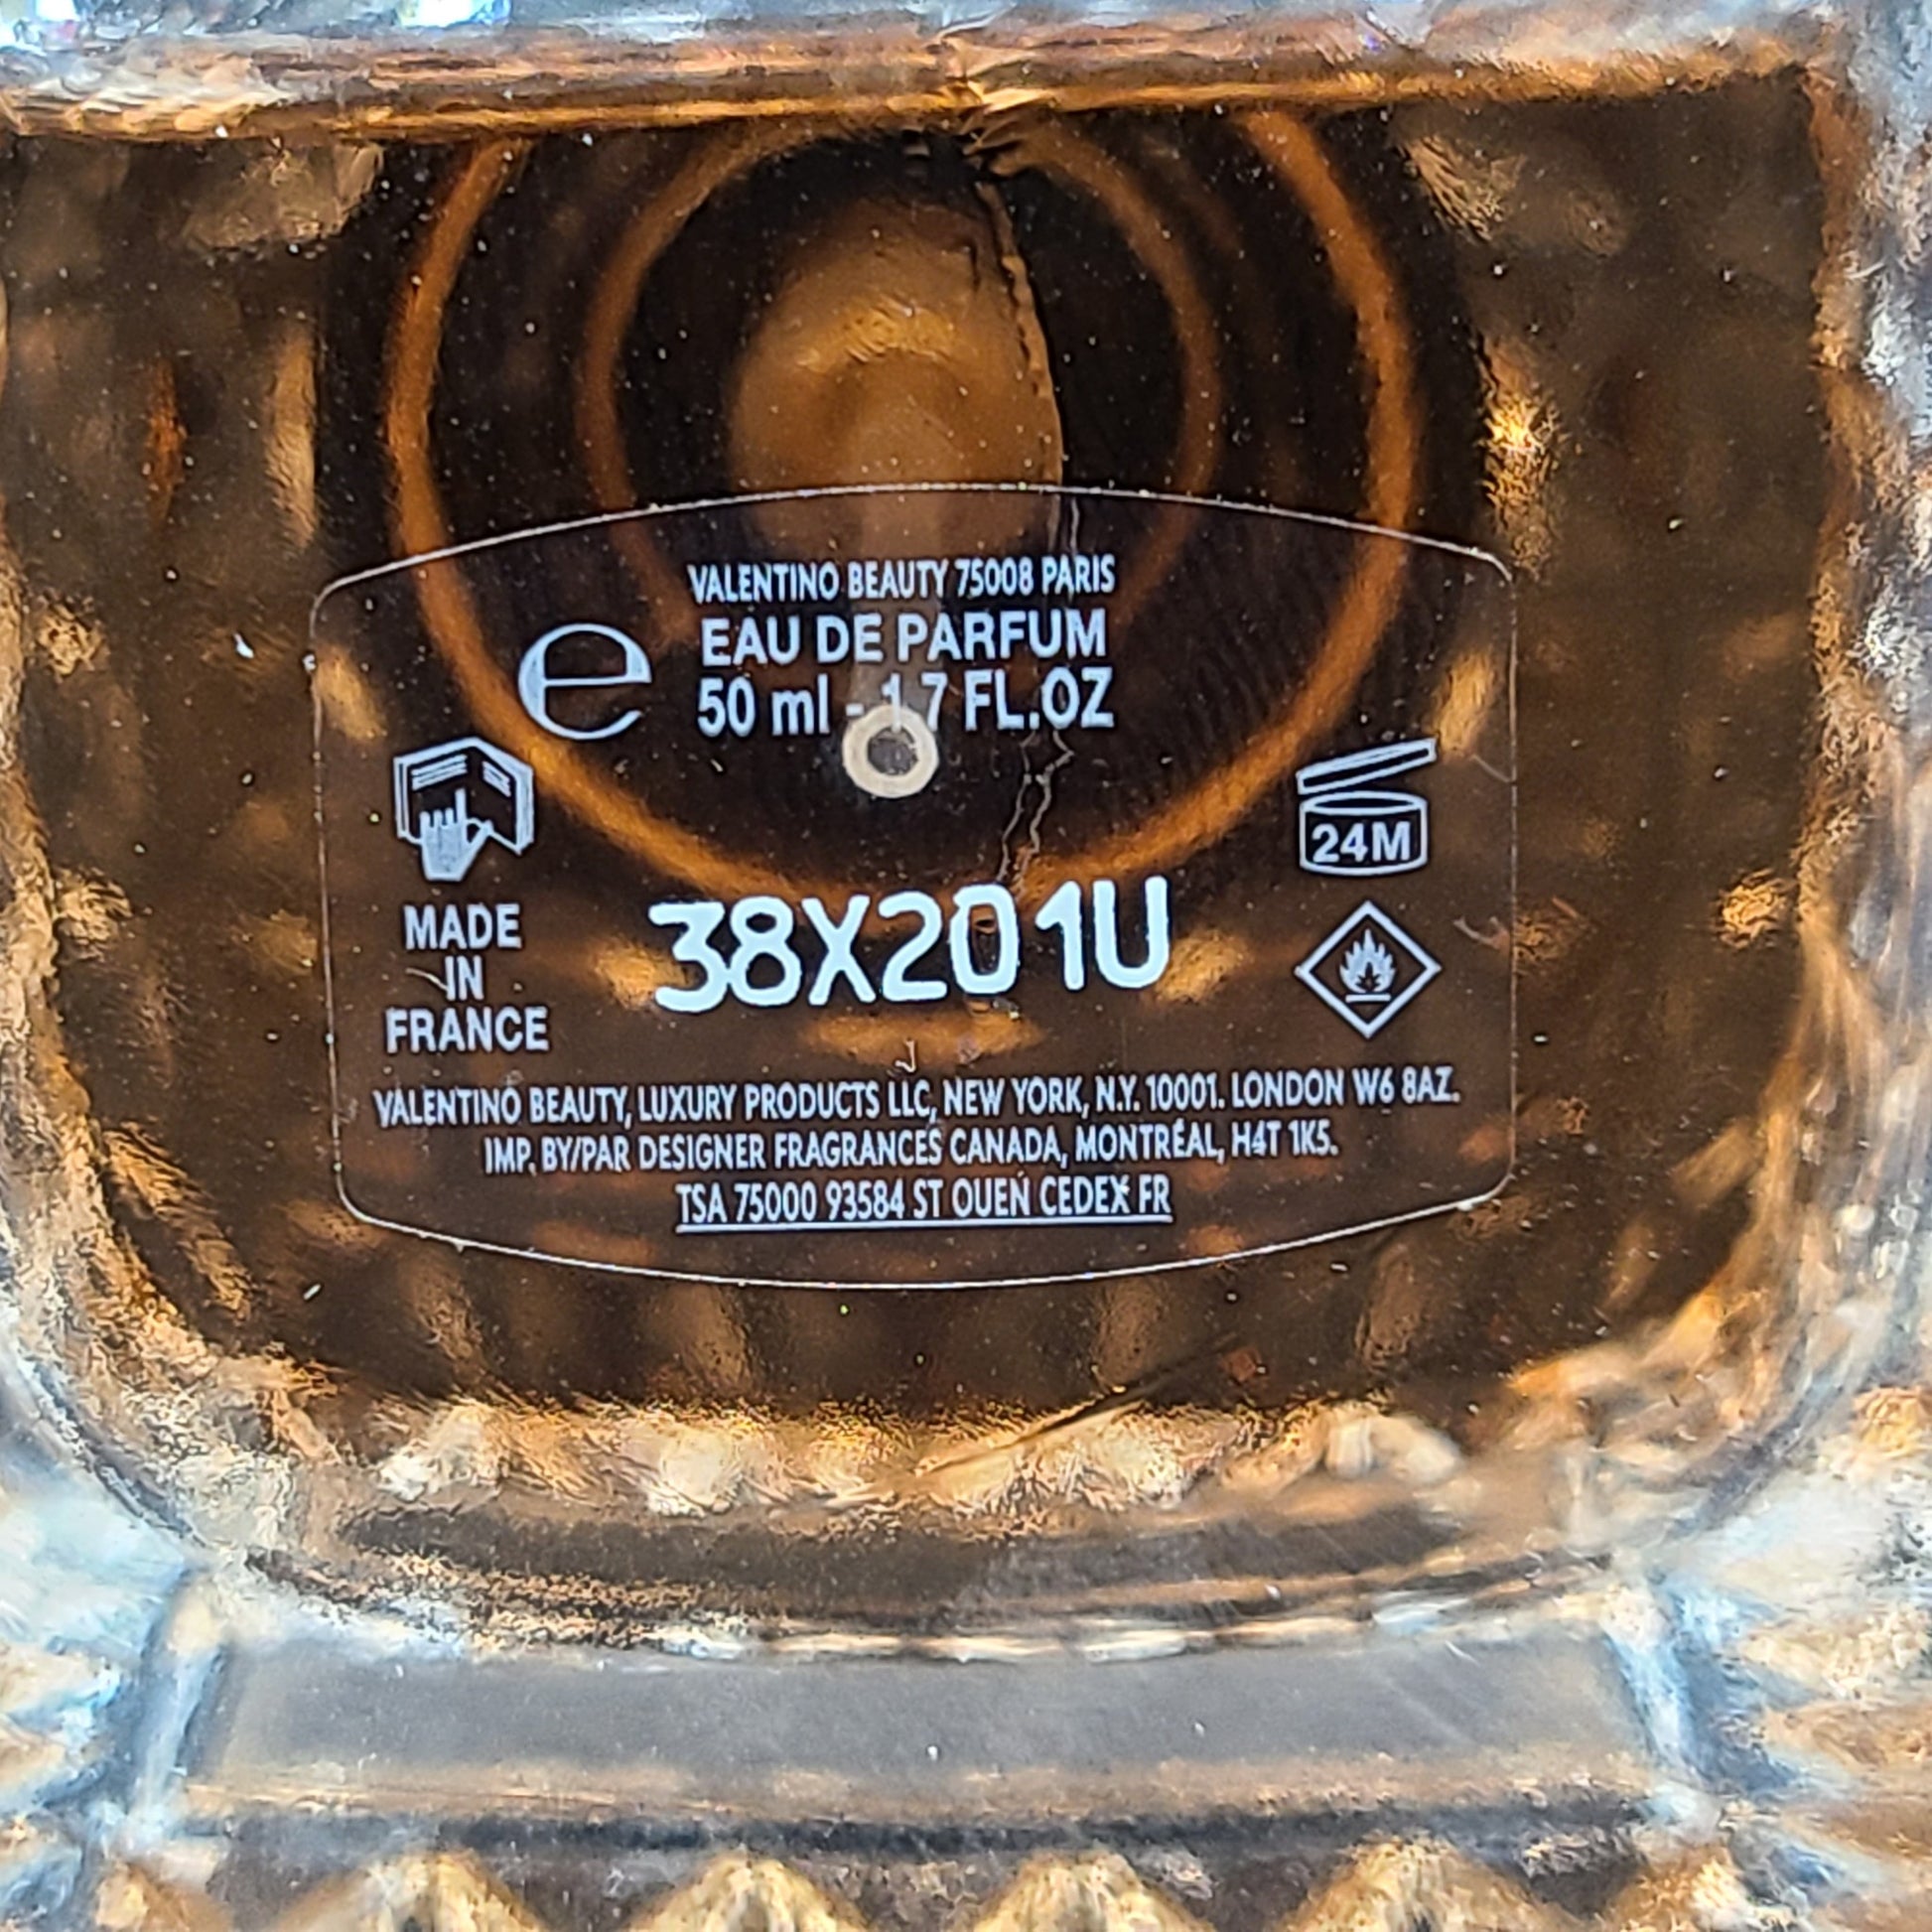 VALENTINO BEAUTY 75008 PARIS
EAU DE PARFUM
e
50 ml - 1.7 FL.OZ
24M
MADE
IN
FRANCE
38X201U
VALENTINO BEAUTY, LUXURY PRODUCTS LLC, NEW YORK, N.Y. 10001. LONDON W6 8AZ.
IMP. BY/PAR DESIGNER FRAGRANCES CANADA, MONTRÉAL, H4T 1K5.
TSA 75000 93584 ST OUEN CEDEX FR